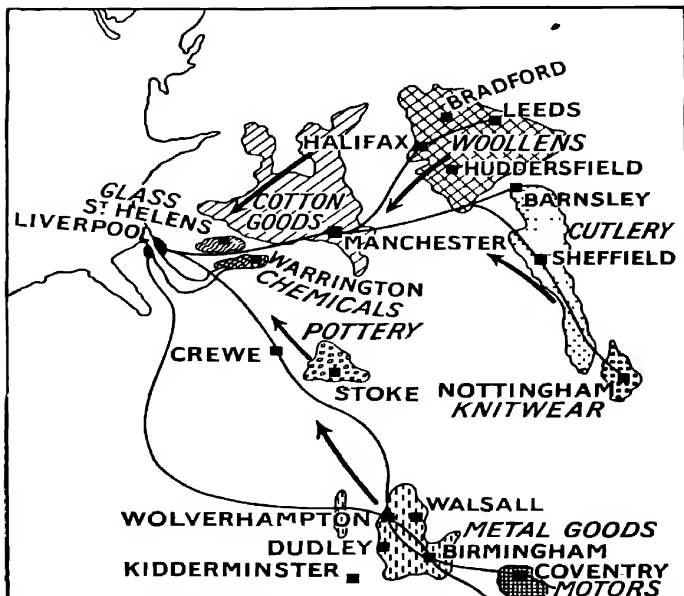 BRADFORD
LEEDS
HALIFAX
WOOLLENS
HUDDERSFIELD
GLASS
ST HELENS
COTTON
GOODS
BARNSLEY
LIVERPOOL
MANCHESTER
CUTLERY
SHEFFIELD
WARRINGTON
CHEMICALS
POTTERY
CREWE
STOKE
NOTTINGHAM
KNITWEAR
WOLVERHAMPTON
WALSALL
METAL GOODS
DUDLEY
BIRMINGHAM
KIDDERMINSTER
COVENTRY
MOTORS